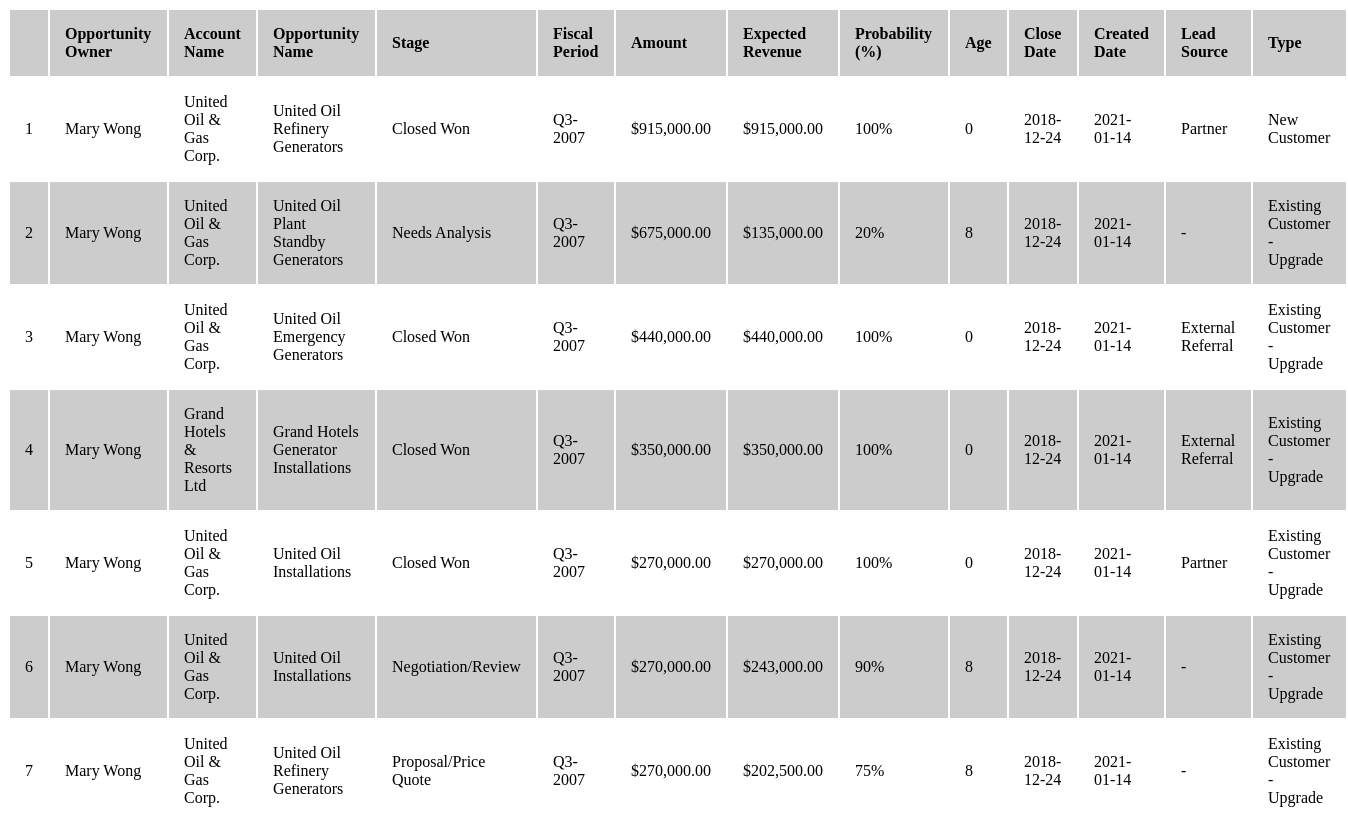 Opportunity Owner Account Name Opportunity Name Stage Fiscal Period Amount Expected Revenue Probability (%) Age Close Date Created Date Lead Source Type
1 Mary Wong United Oil & Gas Corp. United Oil Refinery Generators Closed Won Q3-2007 $915,000.00 $915,000.00 100% 0 2018-12-24 2021-01-14 Partner New Customer
2 Mary Wong United Oil & Gas Corp. United Oil Plant Standby Generators Needs Analysis Q3-2007 $675,000.00 $135,000.00 20% 8 2018-12-24 2021-01-14 - Existing Customer - Upgrade
3 Mary Wong United Oil & Gas Corp. United Oil Emergency Generators Closed Won Q3-2007 $440,000.00 $440,000.00 100% 0 2018-12-24 2021-01-14 External Referral Existing Customer - Upgrade
4 Mary Wong Grand Hotels & Resorts Ltd Grand Hotels Generator Installations Closed Won Q3-2007 $350,000.00 $350,000.00 100% 0 2018-12-24 2021-01-14 External Referral Existing Customer - Upgrade
5 Mary Wong United Oil & Gas Corp. United Oil Installations Closed Won Q3-2007 $270,000.00 $270,000.00 100% 0 2018-12-24 2021-01-14 Partner Existing Customer - Upgrade
6 Mary Wong United Oil & Gas Corp. United Oil Installations Negotiation/Review Q3-2007 $270,000.00 $243,000.00 90% 8 2018-12-24 2021-01-14 - Existing Customer - Upgrade
7 Mary Wong United Oil & Gas Corp. United Oil Refinery Generators Proposal/Price Quote Q3-2007 $270,000.00 $202,500.00 75% 8 2018-12-24 2021-01-14 - Existing Customer - Upgrade